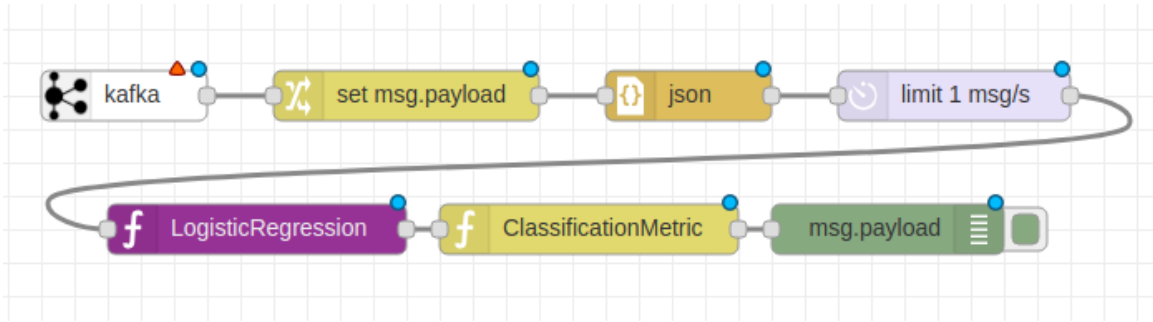 kafka
set msg.payload
json
limit 1 msg/s
LogisticRegression
ClassificationMetric
msg.payload